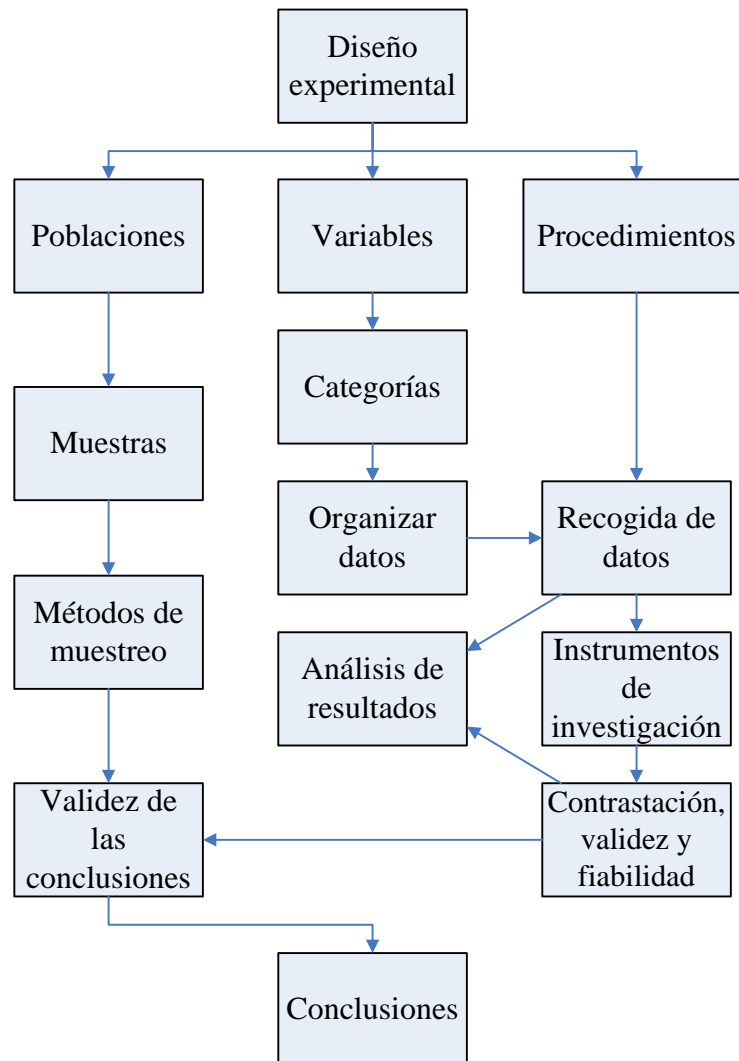 Diseño
experimental
Poblaciones
Variables
Procedimientos
Categorías
Muestras
Organizar
datos
Recogida de
datos
Métodos de
muestreo
Análisis de
resultados
Instrumentos
de
investigación
Validez de
las
conclusiones
Contrastación,
validez y
fiabilidad
Conclusiones